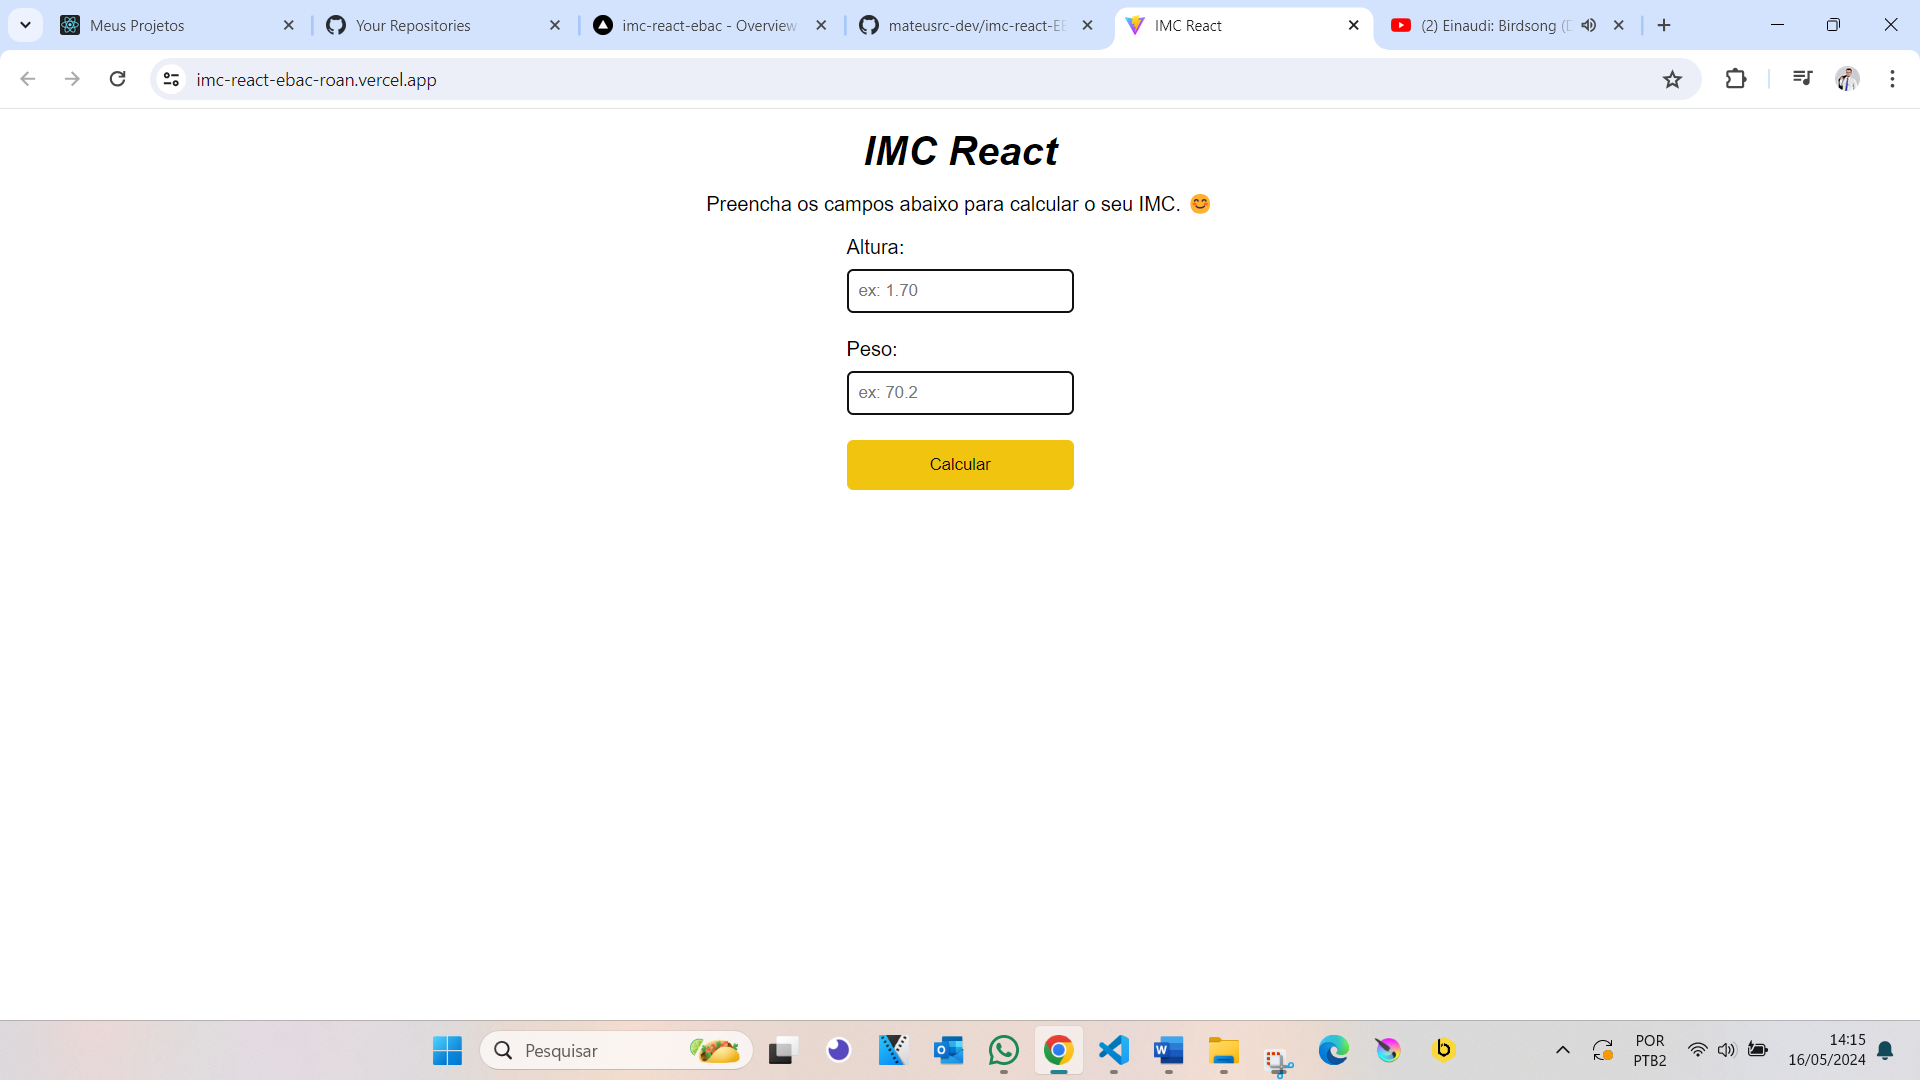 Meus Projetos
Your Repositories
imc-react-ebac - Overview
mateusrc-dev/imc-react-EB
IMC React
(2) Einaudi: Birdsong (D
imc-react-ebac-roan.vercel.app
IMC React
Preencha os campos abaixo para calcular o seu IMC. 😊
Altura:
ex: 1.70
Peso:
ex: 70.2
Calcular
Pesquisar
POR
PTB2
14:15
16/05/2024